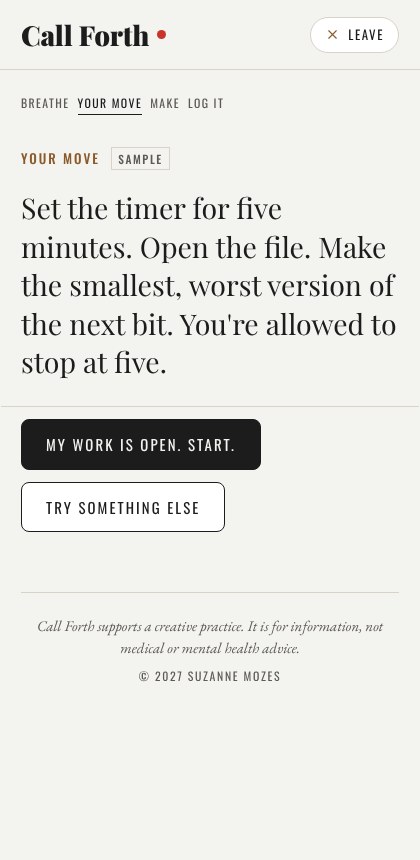 Call Forth
✕ LEAVE
BREATHE YOUR MOVE MAKE LOG IT
YOUR MOVE SAMPLE
Set the timer for five
minutes. Open the file. Make
the smallest, worst version of
the next bit. You're allowed to
stop at five.
MY WORK IS OPEN. START.
TRY SOMETHING ELSE
Call Forth supports a creative practice. It is for information, not
medical or mental health advice.
© 2027 SUZANNE MOZES